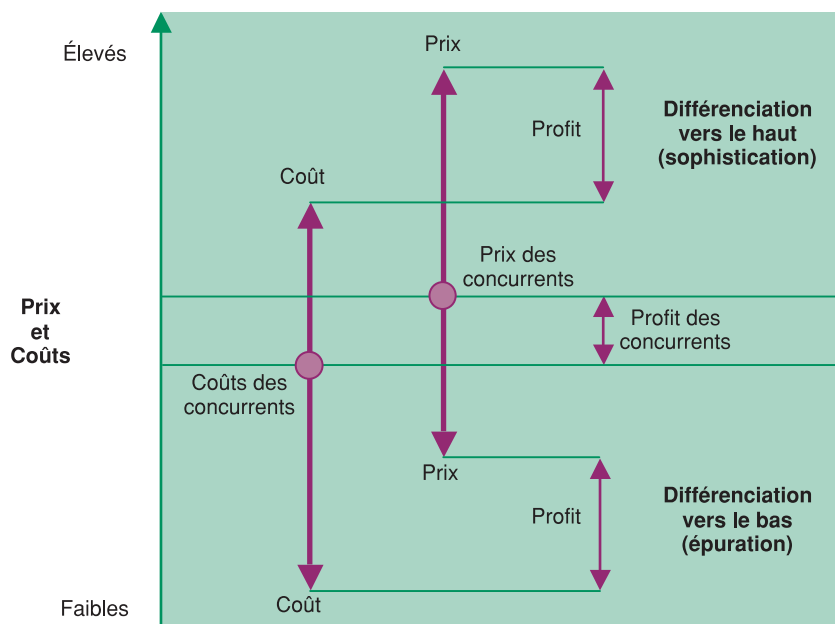 Élevés
Prix
Différenciation
vers le haut
(sophistication)
Profit
Coût
Prix des
concurrents
Prix
et
Coûts
Profit des
concurrents
Coûts des
concurrents
Prix
Différenciation
vers le bas
(épuration)
Profit
Coût
Faibles